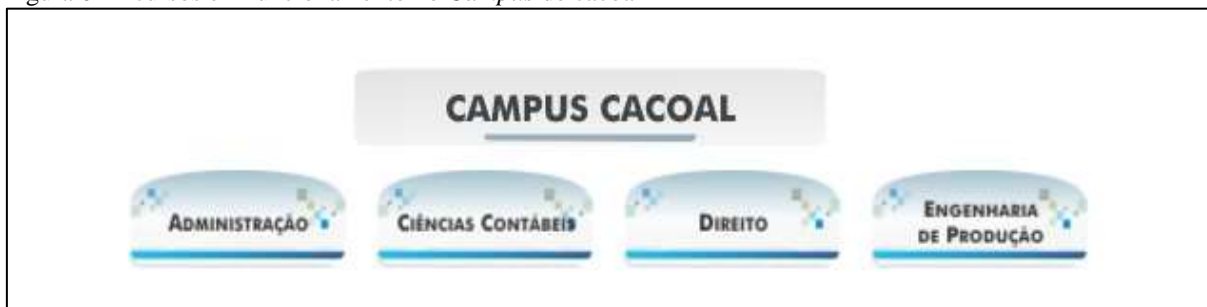 CAMPUS CACOAL
ADMINISTRAÇÃO
CIÊNCIAS CONTÁBEIS
DIREITO
ENGENHARIA
DE PRODUÇÃO